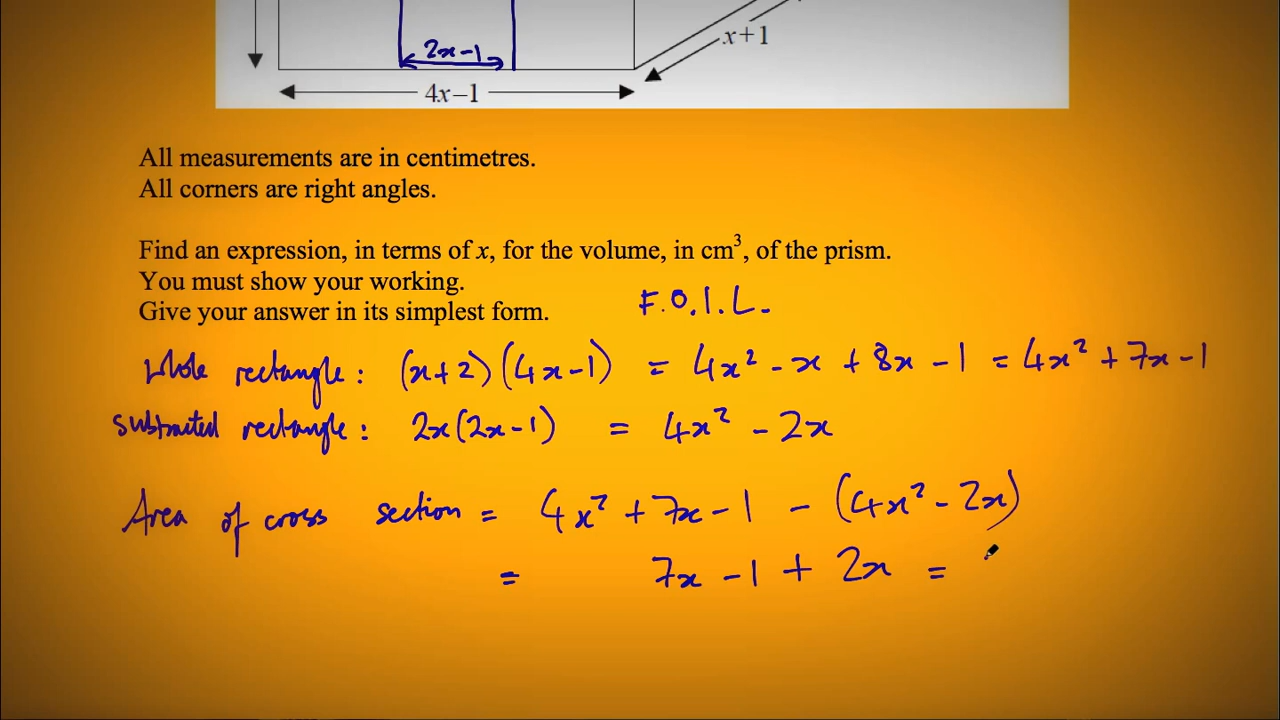 2x-1
x+1
4x–1
All measurements are in centimetres.
All corners are right angles.
Find an expression, in terms of x, for the volume, in cm³, of the prism.
You must show your working.
Give your answer in its simplest form.
F.O.I.L.
Whole rectangle: (x+2)(4x-1) = 4x² - x + 8x - 1 = 4x² + 7x - 1
subtracted rectangle: 2x(2x-1) = 4x² - 2x
Area of cross section = 4x² + 7x - 1 - (4x² - 2x)
= 7x - 1 + 2x =